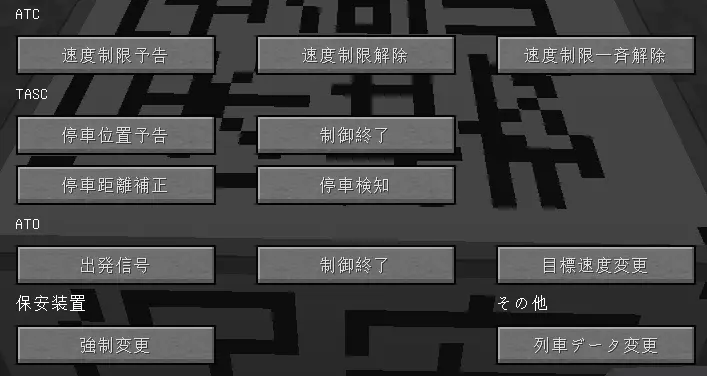 ATC
速度制限予告 速度制限解除 速度制限一斉解除
TASC
停車位置予告 制御終了
停車距離補正 停車検知
ATO
出発信号 制御終了 目標速度変更
保安装置 その他
強制変更 列車データ変更